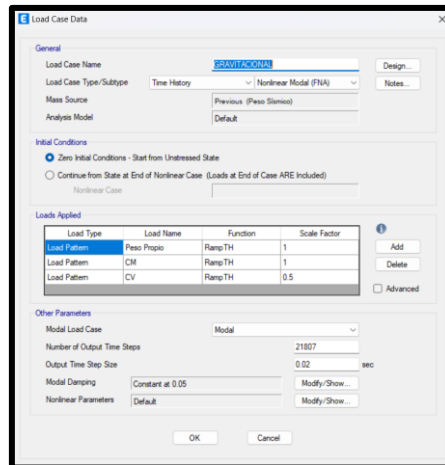 Load Case Data
General
Load Case Name GRAVITACIONAL Design...
Load Case Type/Subtype Time History Nonlinear Modal (FNA) Notes...
Mass Source Previous (Peso Sismico)
Analysis Model Default
Initial Conditions
Zero Initial Conditions - Start from Unstressed State
Continue from State at End of Nonlinear Case (Loads at End of Case ARE Included)
Nonlinear Case
Loads Applied
Load Type Load Name Function Scale Factor
Load Pattern Peso Propio RampTH 1 Add
Load Pattern CM RampTH 1 Delete
Load Pattern CV RampTH 0.5
Advanced
Other Parameters
Modal Load Case Modal
Number of Output Time Steps 21807
Output Time Step Size 0.02 sec
Modal Damping Constant at 0.05 Modify/Show...
Nonlinear Parameters Default Modify/Show...
OK Cancel